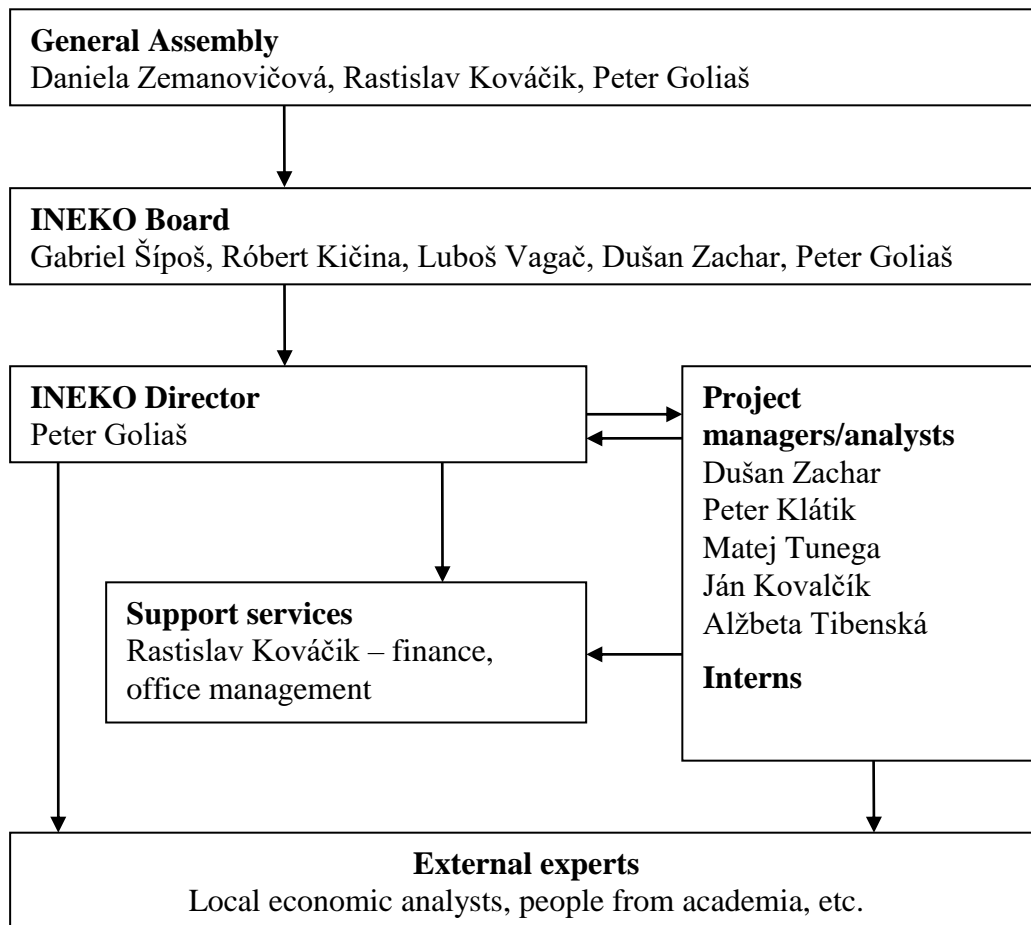 General Assembly
Daniela Zemanovičová, Rastislav Kováčik, Peter Goliaš
INEKO Board
Gabriel Šípoš, Róbert Kičina, Luboš Vagač, Dušan Zachar, Peter Goliaš
INEKO Director
Peter Goliaš
Project
managers/analysts
Dušan Zachar
Peter Klátik
Matej Tunega
Ján Kovalčík
Alžbeta Tibenská
Interns
Support services
Rastislav Kováčik – finance,
office management
External experts
Local economic analysts, people from academia, etc.